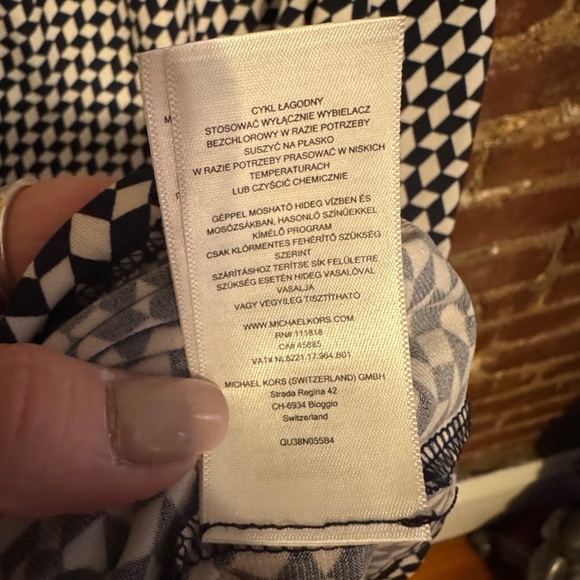 CYKL ŁAGODNY
STOSOWAĆ WYŁĄCZNIE WYBIELACZ
BEZCHLOROWY W RAZIE POTRZEBY
SUSZYĆ NA PŁASKO
W RAZIE POTRZEBY PRASOWAĆ W NISKICH
TEMPERATURACH
LUB CZYŚCIĆ CHEMICZNIE
GÉPPEL MOSHATÓ HIDEG VÍZBEN ÉS
MOSÓZSÁKBAN, HASONLÓ SZÍNŰEKKEL
KÍMÉLŐ PROGRAM
CSAK KLÓRMENTES FEHÉRÍTŐ SZÜKSÉG
SZERINT
SZÁRÍTÁSHOZ TERÍTSE SÍK FELÜLETRE
SZÜKSÉG ESETÉN HIDEG VASALÓVAL
VASALJA
VAGY VEGYILEG TISZTÍTHATÓ
WWW.MICHAELKORS.COM
RN# 111818
CA# 45685
VAT# NL8221.17.964.B01
MICHAEL KORS (SWITZERLAND) GMBH
Strada Regina 42
CH-6934 Bioggio
Switzerland
QU38N055B4